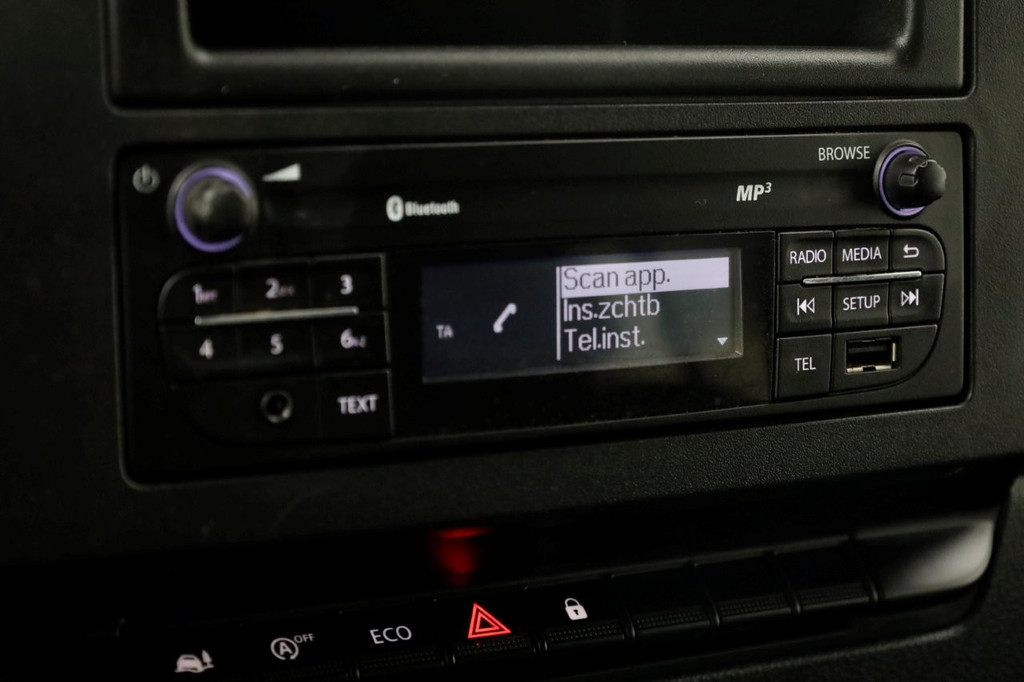 BROWSE
Bluetooth
MP3
RADIO MEDIA
1 2 3
Scan app.
Ins.zchtb
TA
Tel.inst.
SETUP
4 5 6
TEL
TEXT
A OFF
ECO